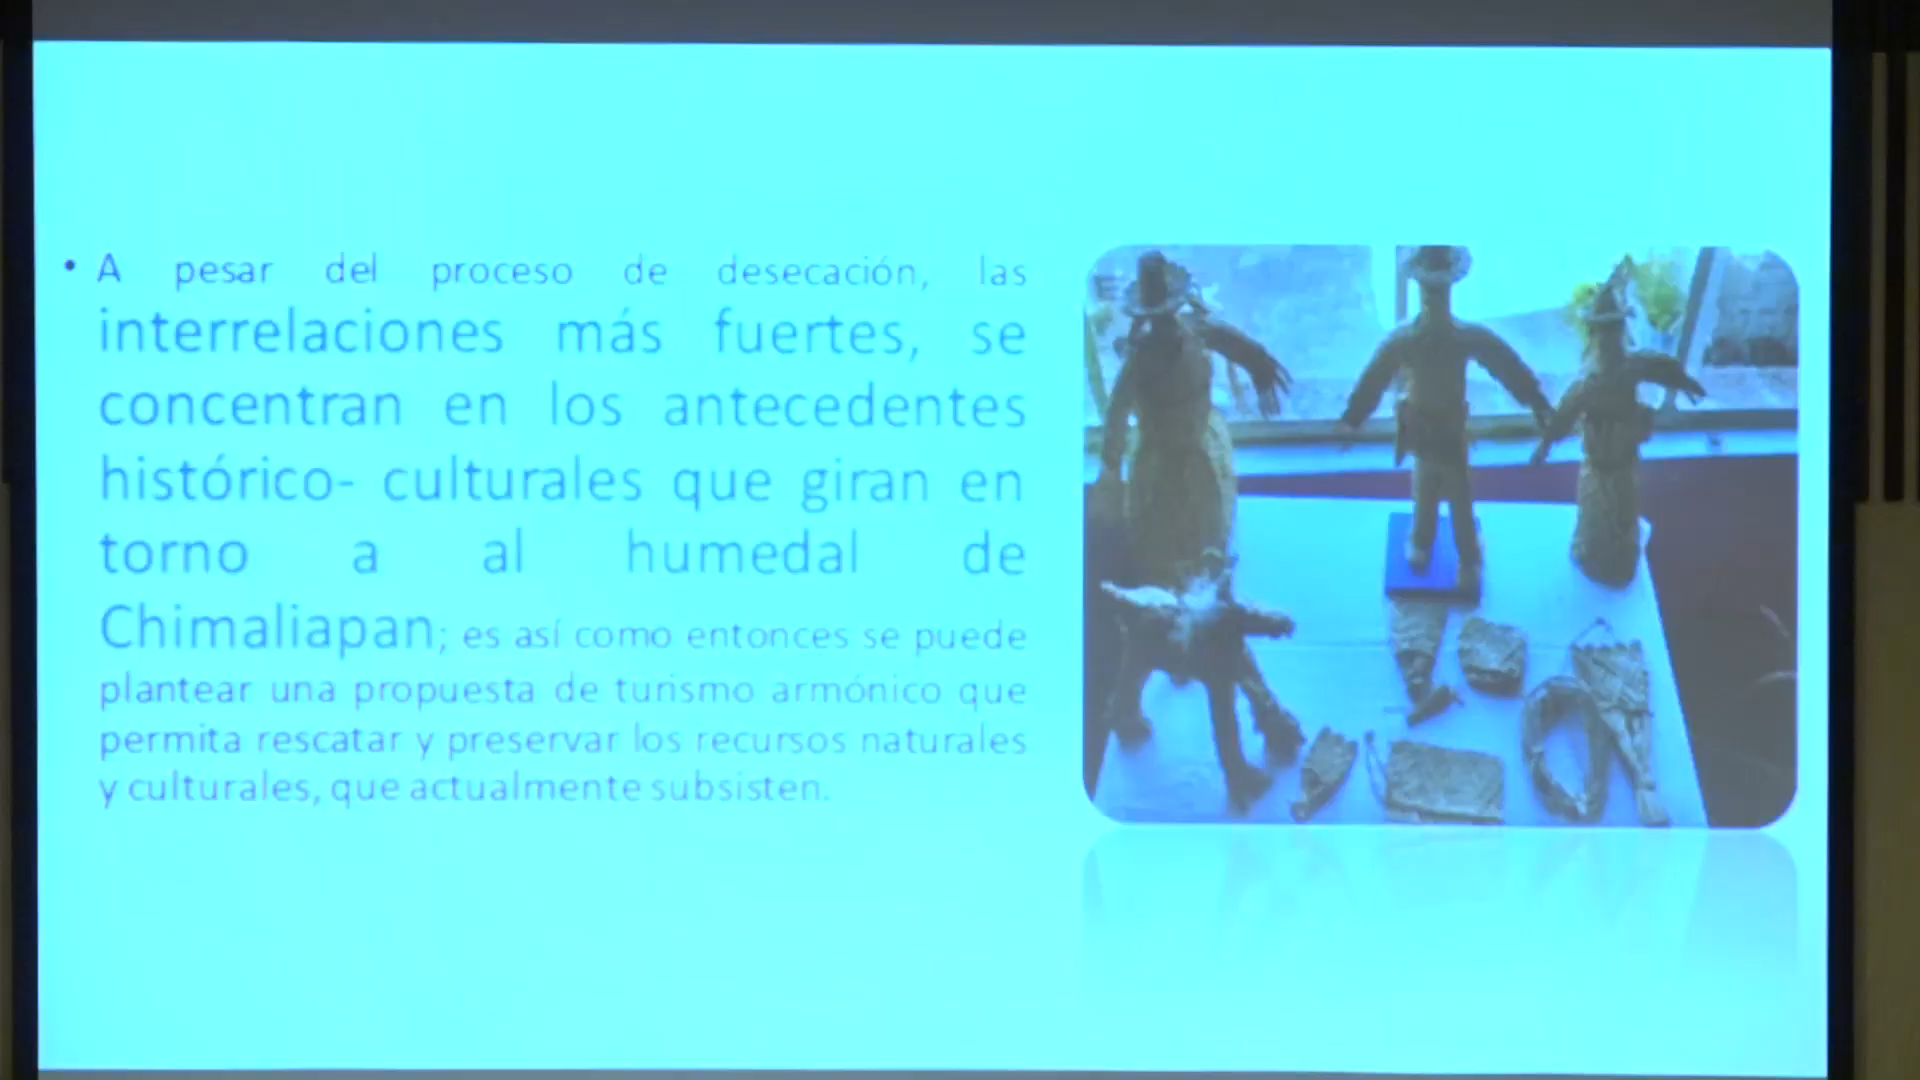 • A pesar del proceso de desecación, las
interrelaciones más fuertes, se
concentran en los antecedentes
histórico- culturales que giran en
torno a al humedal de
Chimaliapan; es así como entonces se puede
plantear una propuesta de turismo armónico que
permita rescatar y preservar los recursos naturales
y culturales, que actualmente subsisten.